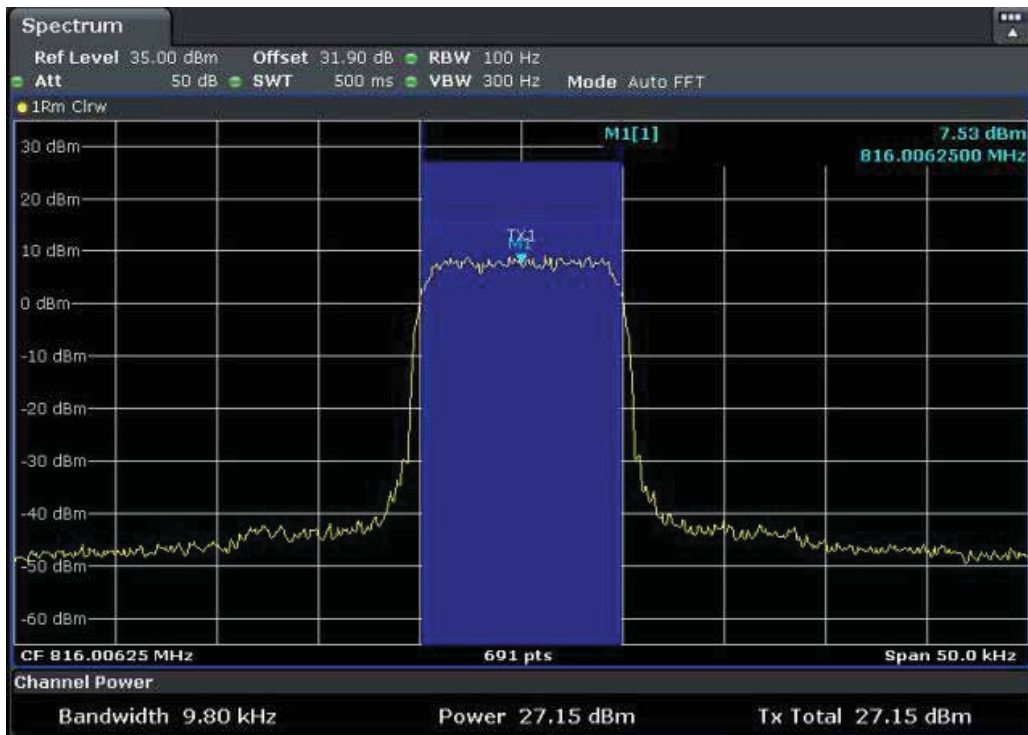 Spectrum
Ref Level 35.00 dBm Offset 31.90 dB RBW 100 Hz
Att 50 dB SWT 500 ms VBW 300 Hz Mode Auto FFT
1Rm Clrw
M1[1] 7.53 dBm
816.0062500 MHz
30 dBm
20 dBm
10 dBm
TX1
M1
0 dBm
-10 dBm
-20 dBm
-30 dBm
-40 dBm
-50 dBm
-60 dBm
CF 816.00625 MHz 691 pts Span 50.0 kHz
Channel Power
Bandwidth 9.80 kHz Power 27.15 dBm Tx Total 27.15 dBm